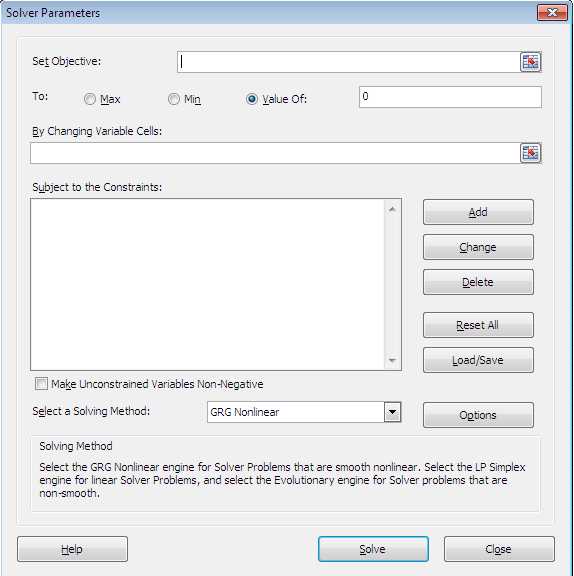 Solver Parameters
Set Objective:
To: Max Min Value Of: 0
By Changing Variable Cells:
Subject to the Constraints:
Add
Change
Delete
Reset All
Load/Save
Make Unconstrained Variables Non-Negative
Select a Solving Method: GRG Nonlinear Options
Solving Method
Select the GRG Nonlinear engine for Solver Problems that are smooth nonlinear. Select the LP Simplex
engine for linear Solver Problems, and select the Evolutionary engine for Solver problems that are
non-smooth.
Help Solve Close